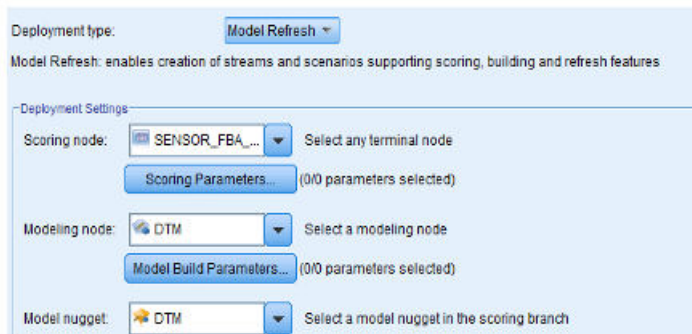 Deployment type: Model Refresh
Model Refresh: enables creation of streams and scenarios supporting scoring, building and refresh features
Deployment Settings
Scoring node: SENSOR_FBA_... Select any terminal node
Scoring Parameters... (0/0 parameters selected)
Modeling node: DTM Select a modeling node
Model Build Parameters... (0/0 parameters selected)
Model nugget: DTM Select a model nugget in the scoring branch